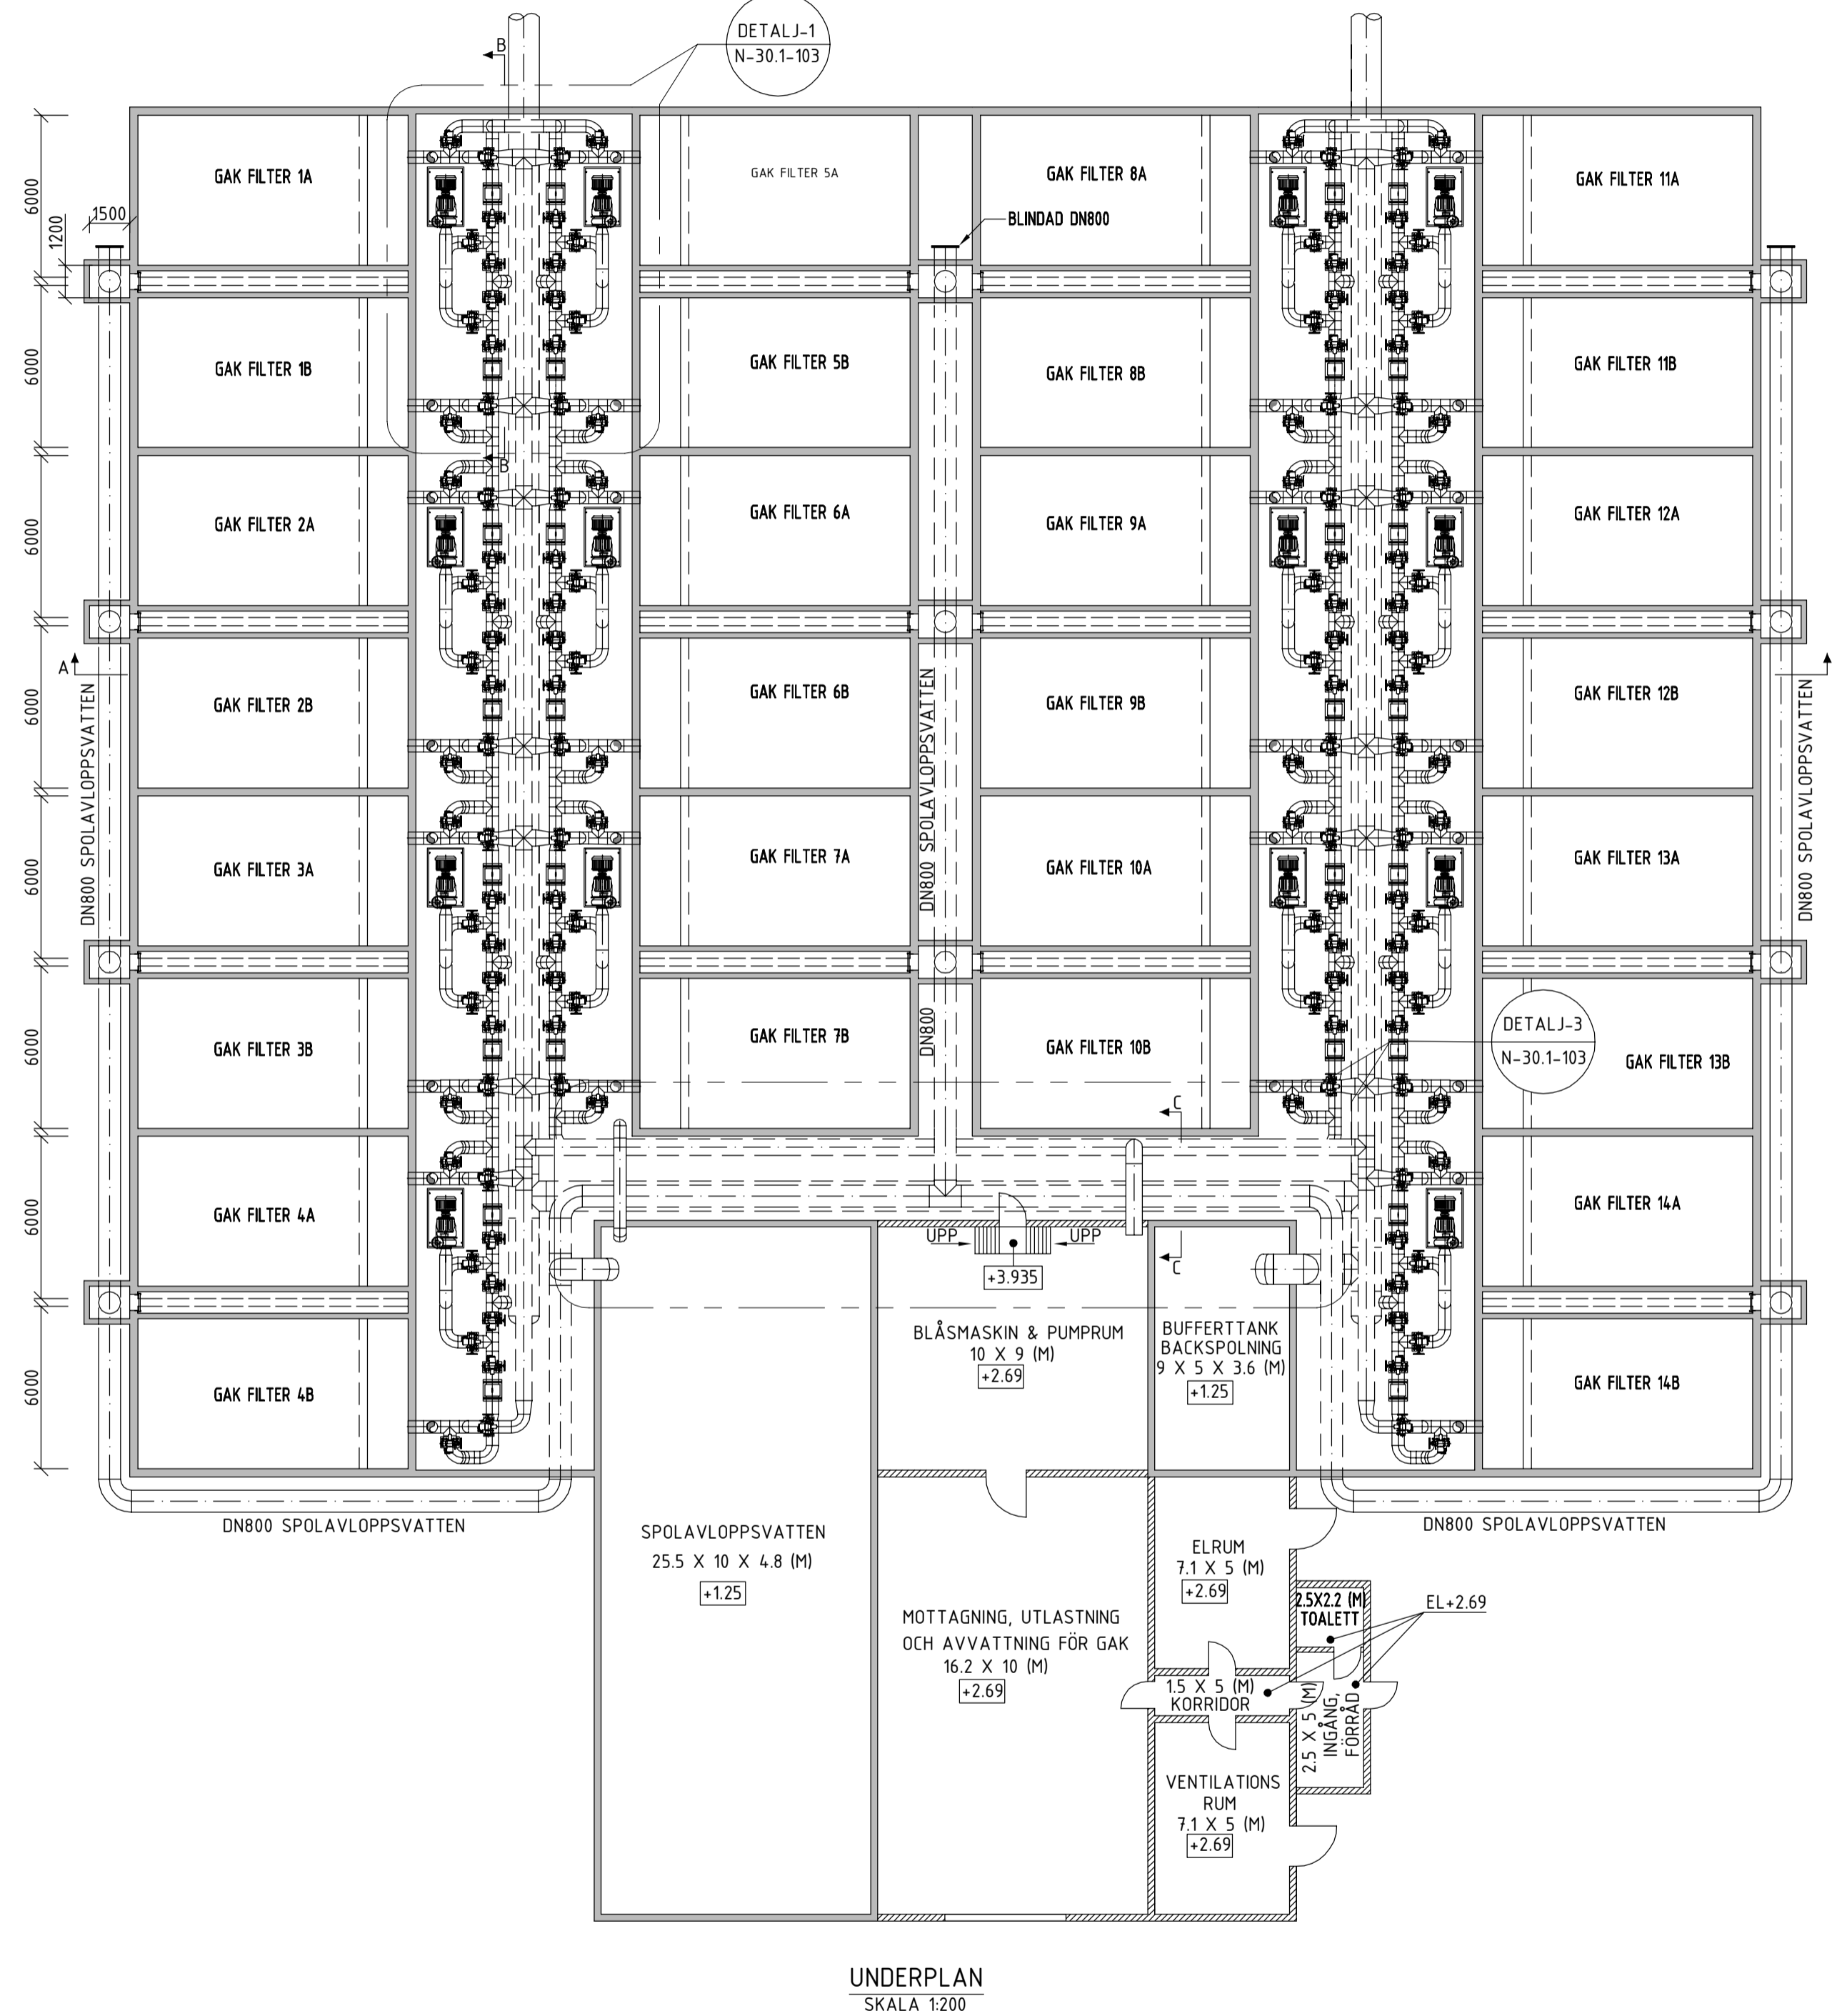 DETALJ-1
N-30.1-103
B
GAK FILTER 1A
GAK FILTER 5A
GAK FILTER 8A
GAK FILTER 11A
6000
1500
1200
BLINDAD DN800
GAK FILTER 1B
GAK FILTER 5B
GAK FILTER 8B
GAK FILTER 11B
6000
B
GAK FILTER 2A
GAK FILTER 6A
GAK FILTER 9A
GAK FILTER 12A
6000
A
GAK FILTER 2B
GAK FILTER 6B
GAK FILTER 9B
GAK FILTER 12B
6000
DN800 SPOLAVLOPPSVATTEN
DN800 SPOLAVLOPPSVATTEN
DN800 SPOLAVLOPPSVATTEN
GAK FILTER 3A
GAK FILTER 7A
GAK FILTER 10A
GAK FILTER 13A
6000
GAK FILTER 3B
GAK FILTER 7B
DN800
GAK FILTER 10B
DETALJ-3
N-30.1-103
GAK FILTER 13B
6000
C
GAK FILTER 4A
GAK FILTER 14A
6000
UPP
UPP
+3.935
C
BLÅSMASKIN & PUMPRUM
10 X 9 (M)
+2.69
BUFFERTTANK
BACKSPOLNING
9 X 5 X 3.6 (M)
+1.25
GAK FILTER 4B
GAK FILTER 14B
6000
DN800 SPOLAVLOPPSVATTEN
DN800 SPOLAVLOPPSVATTEN
SPOLAVLOPPSVATTEN
25.5 X 10 X 4.8 (M)
+1.25
ELRUM
7.1 X 5 (M)
+2.69
2.5X2.2 (M)
TOALETT
EL+2.69
MOTTAGNING, UTLASTNING
OCH AVVATTNING FÖR GAK
16.2 X 10 (M)
+2.69
1.5 X 5 (M)
KORRIDOR
2.5 X 5 (M)
INGÅNG,
FÖRRÅD
VENTILATIONS
RUM
7.1 X 5 (M)
+2.69
UNDERPLAN
SKALA 1:200